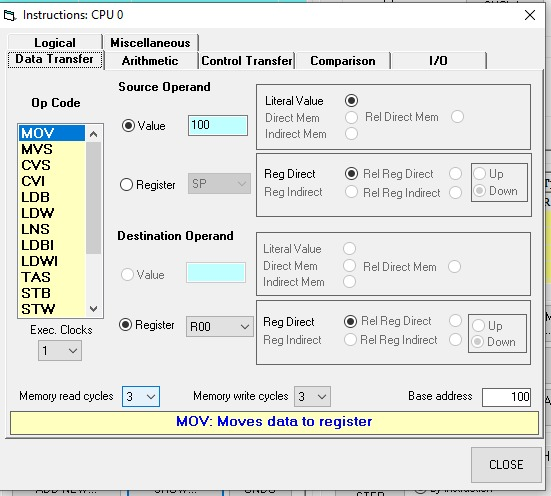 Instructions: CPU 0
Logical Miscellaneous
Data Transfer Arithmetic Control Transfer Comparison I/O
Op Code
MOV
MVS
CVS
CVI
LDB
LDW
LNS
LDBI
LDWI
TAS
STB
STW
Exec. Clocks
1
Source Operand
Value 100
Literal Value
Direct Mem Rel Direct Mem
Indirect Mem
Register SP
Reg Direct Rel Reg Direct Up
Reg Indirect Rel Reg Indirect Down
Destination Operand
Value
Literal Value
Direct Mem Rel Direct Mem
Indirect Mem
Register R00
Reg Direct Rel Reg Direct Up
Reg Indirect Rel Reg Indirect Down
Memory read cycles 3 Memory write cycles 3 Base address 100
MOV: Moves data to register
CLOSE